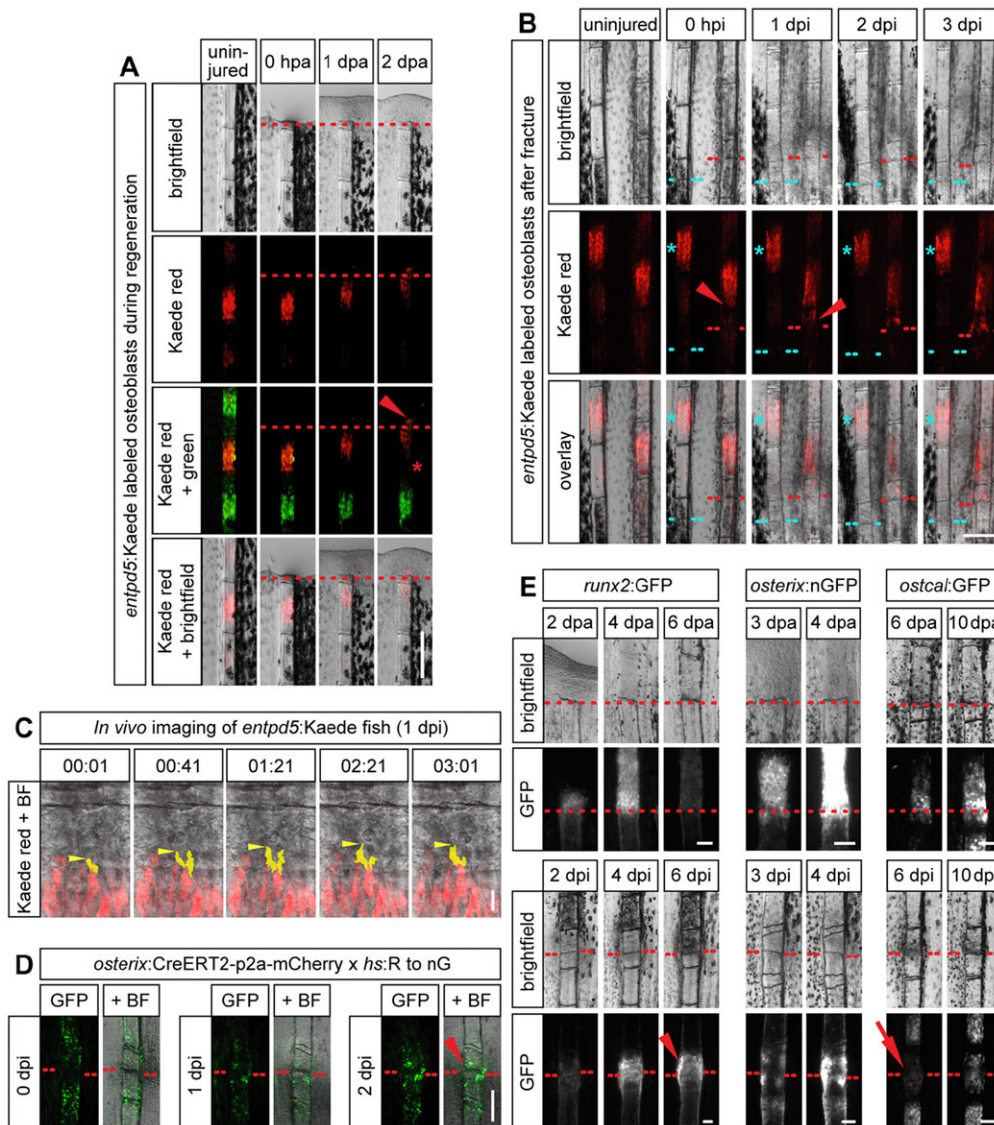 A
unin-
jured
0 hpa
1 dpa
2 dpa
entpd5:Kaede labeled osteoblasts during regeneration
brightfield
Kaede red
Kaede red
+ green
*
Kaede red
+ brightfield
B
uninjured
0 hpi
1 dpi
2 dpi
3 dpi
entpd5:Kaede labeled osteoblasts after fracture
brightfield
Kaede red
* * * *
overlay
* * * *
C
In vivo imaging of entpd5:Kaede fish (1 dpi)
00:01
00:41
01:21
02:21
03:01
Kaede red + BF
D
osterix:CreERT2-p2a-mCherry x hs:R to nG
GFP
+ BF
GFP
+ BF
GFP
+ BF
0 dpi
1 dpi
2 dpi
E
runx2:GFP
osterix:nGFP
ostcal:GFP
2 dpa
4 dpa
6 dpa
3 dpa
4 dpa
6 dpa
10 dpa
brightfield
GFP
2 dpi
4 dpi
6 dpi
3 dpi
4 dpi
6 dpi
10 dpi
brightfield
GFP